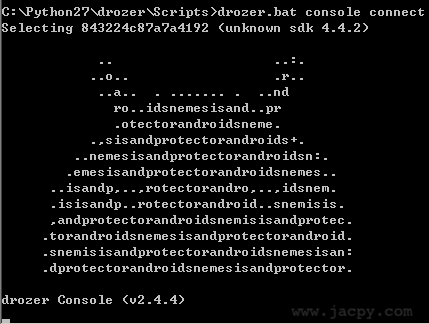 C:\Python27\drozer\Scripts>drozer.bat console connect
Selecting 843224c87a7a4192 (unknown sdk 4.4.2)
.. ..:.
..o.. .r..
..a.. . ....... . ..nd
ro..idsnemesisand..pr
.otectorandroidsneme.
.,sisandprotectorandroids+.
..nemesisandprotectorandroidsn:.
.emesisandprotectorandroidsnemes..
..isandp,..,rotectorandro,..,idsnem.
.isisandp..rotectorandroid..snemisis.
,andprotectorandroidsnemisisandprotec.
.torandroidsnemesisandprotectorandroid.
.snemisisandprotectorandroidsnemesisan:
.dprotectorandroidsnemesisandprotector.
drozer Console (v2.4.4)
www.jacpy.com